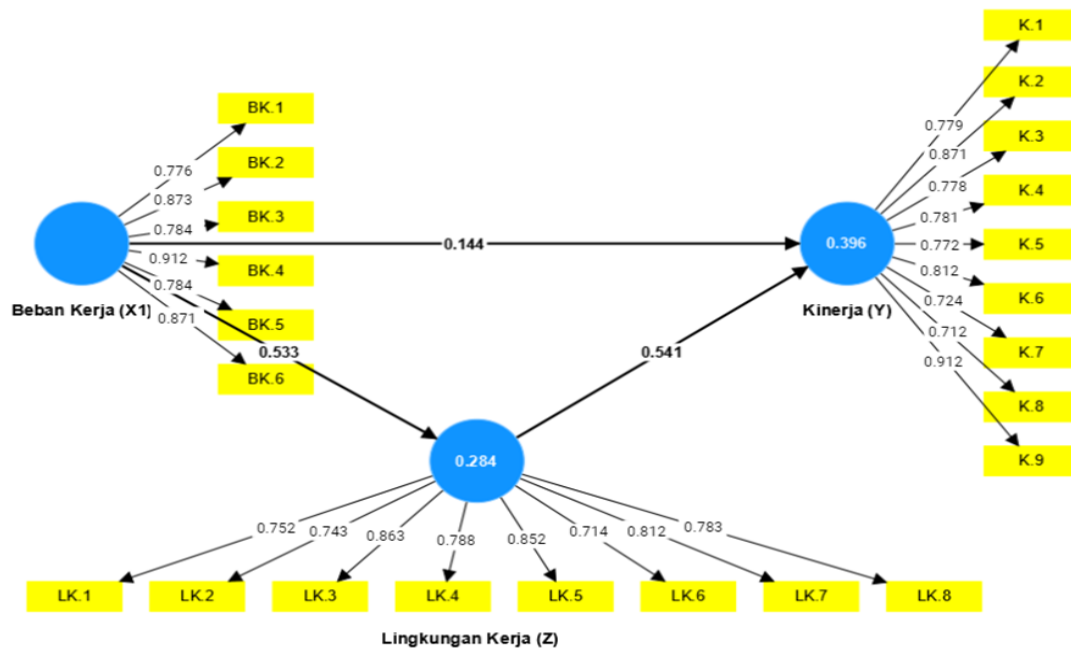 K.1
K.2
K.3
K.4
K.5
K.6
K.7
K.8
K.9
0.779
0.871
0.778
0.781
0.772
0.812
0.724
0.712
0.912
BK.1
BK.2
BK.3
BK.4
BK.5
BK.6
0.776
0.873
0.784
0.912
0.784
0.871
Beban Kerja (X1)
0.144
0.533
0.541
0.396
Kinerja (Y)
0.284
0.752
0.743
0.863
0.788
0.852
0.714
0.812
0.783
LK.1
LK.2
LK.3
LK.4
LK.5
LK.6
LK.7
LK.8
Lingkungan Kerja (Z)